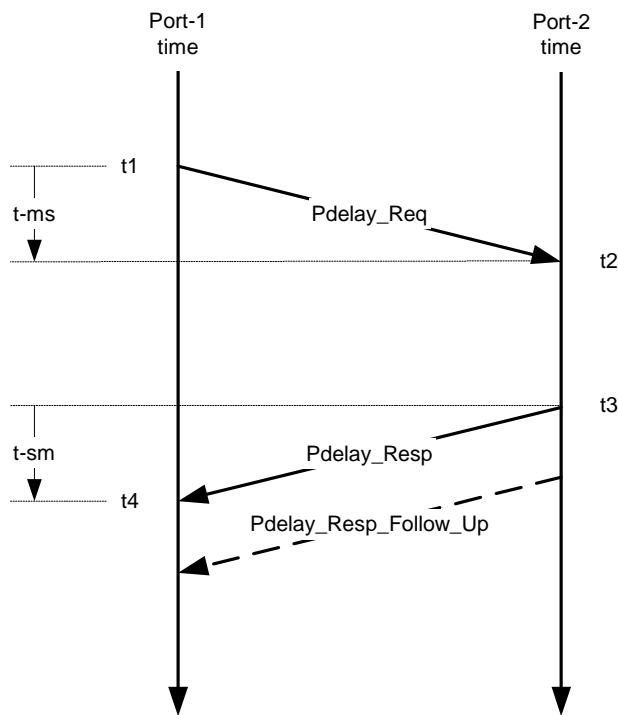 Port-1
time
Port-2
time
t1
t-ms
Pdelay_Req
t2
t3
t-sm
Pdelay_Resp
t4
Pdelay_Resp_Follow_Up